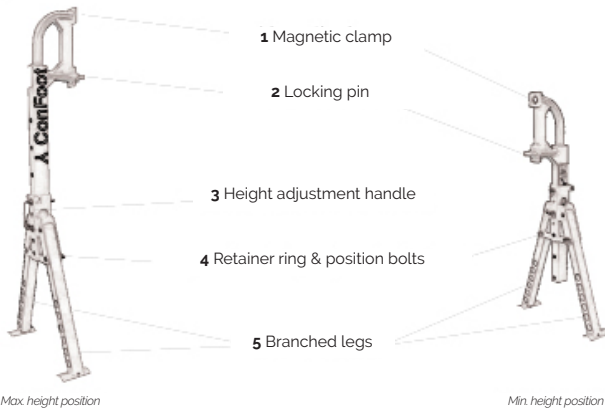 1 Magnetic clamp
2 Locking pin
ConFoot
3 Height adjustment handle
4 Retainer ring & position bolts
5 Branched legs
Max. height position
Min. height position